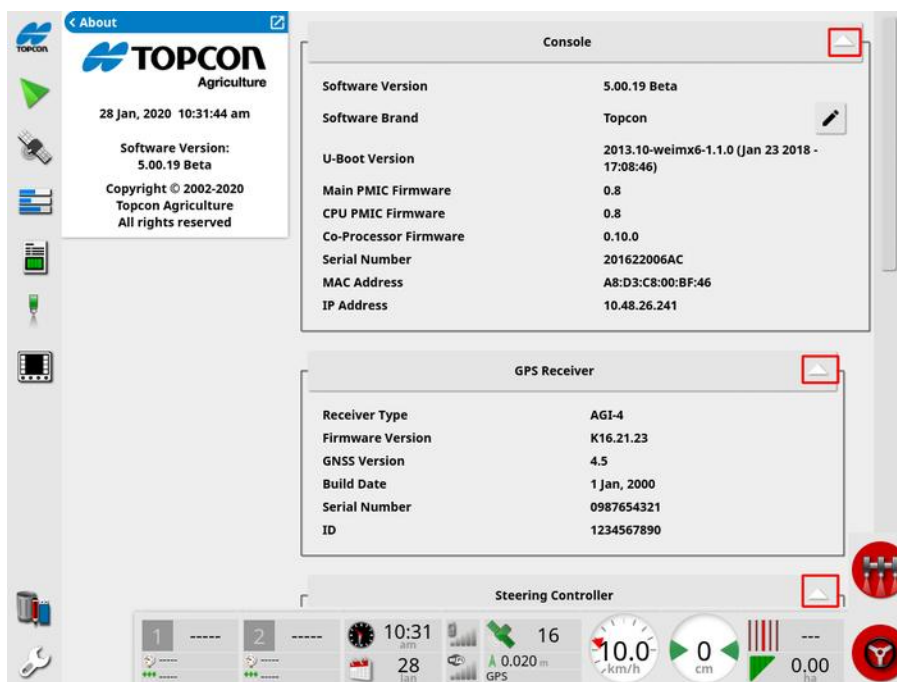 TOPCON
About
TOPCON
Agriculture
28 Jan, 2020 10:31:44 am
Software Version:
5.00.19 Beta
Copyright © 2002-2020
Topcon Agriculture
All rights reserved
Console
Software Version 5.00.19 Beta
Software Brand Topcon
U-Boot Version 2013.10-weimx6-1.1.0 (Jan 23 2018 -
17:08:46)
Main PMIC Firmware 0.8
CPU PMIC Firmware 0.8
Co-Processor Firmware 0.10.0
Serial Number 201622006AC
MAC Address A8:D3:C8:00:BF:46
IP Address 10.48.26.241
GPS Receiver
Receiver Type AGI-4
Firmware Version K16.21.23
GNSS Version 4.5
Build Date 1 Jan, 2000
Serial Number 0987654321
ID 1234567890
Steering Controller
1 ----- 2 ----- 10:31 16 10.0 0 ---
am km/h cm
----- ----- 28 0.020 m 0.00
----- ----- Jan GPS ha